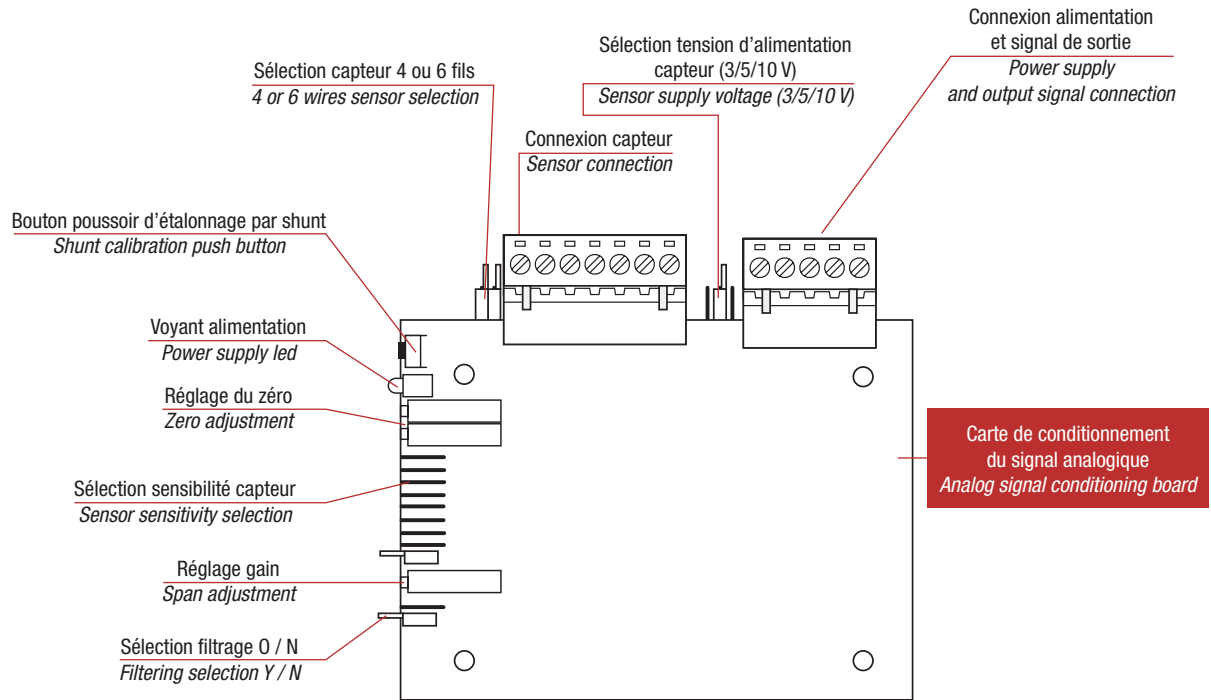 Connexion alimentation
et signal de sortie
Power supply
and output signal connection
Sélection tension d'alimentation
capteur (3/5/10 V)
Sensor supply voltage (3/5/10 V)
Sélection capteur 4 ou 6 fils
4 or 6 wires sensor selection
Connexion capteur
Sensor connection
Bouton poussoir d'étalonnage par shunt
Shunt calibration push button
Voyant alimentation
Power supply led
Réglage du zéro
Zero adjustment
Carte de conditionnement
du signal analogique
Analog signal conditioning board
Sélection sensibilité capteur
Sensor sensitivity selection
Réglage gain
Span adjustment
Sélection filtrage O / N
Filtering selection Y / N